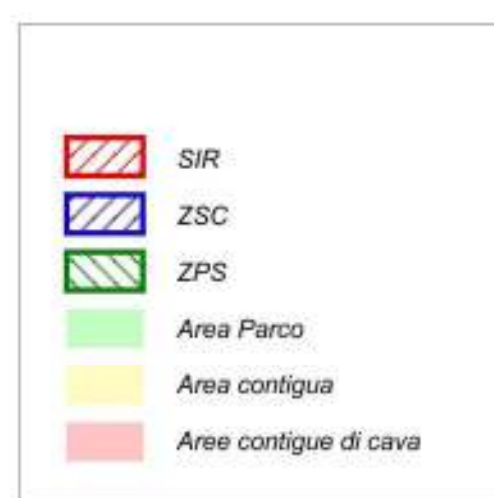 SIR
ZSC
ZPS
Area Parco
Area contigua
Aree contigue di cava